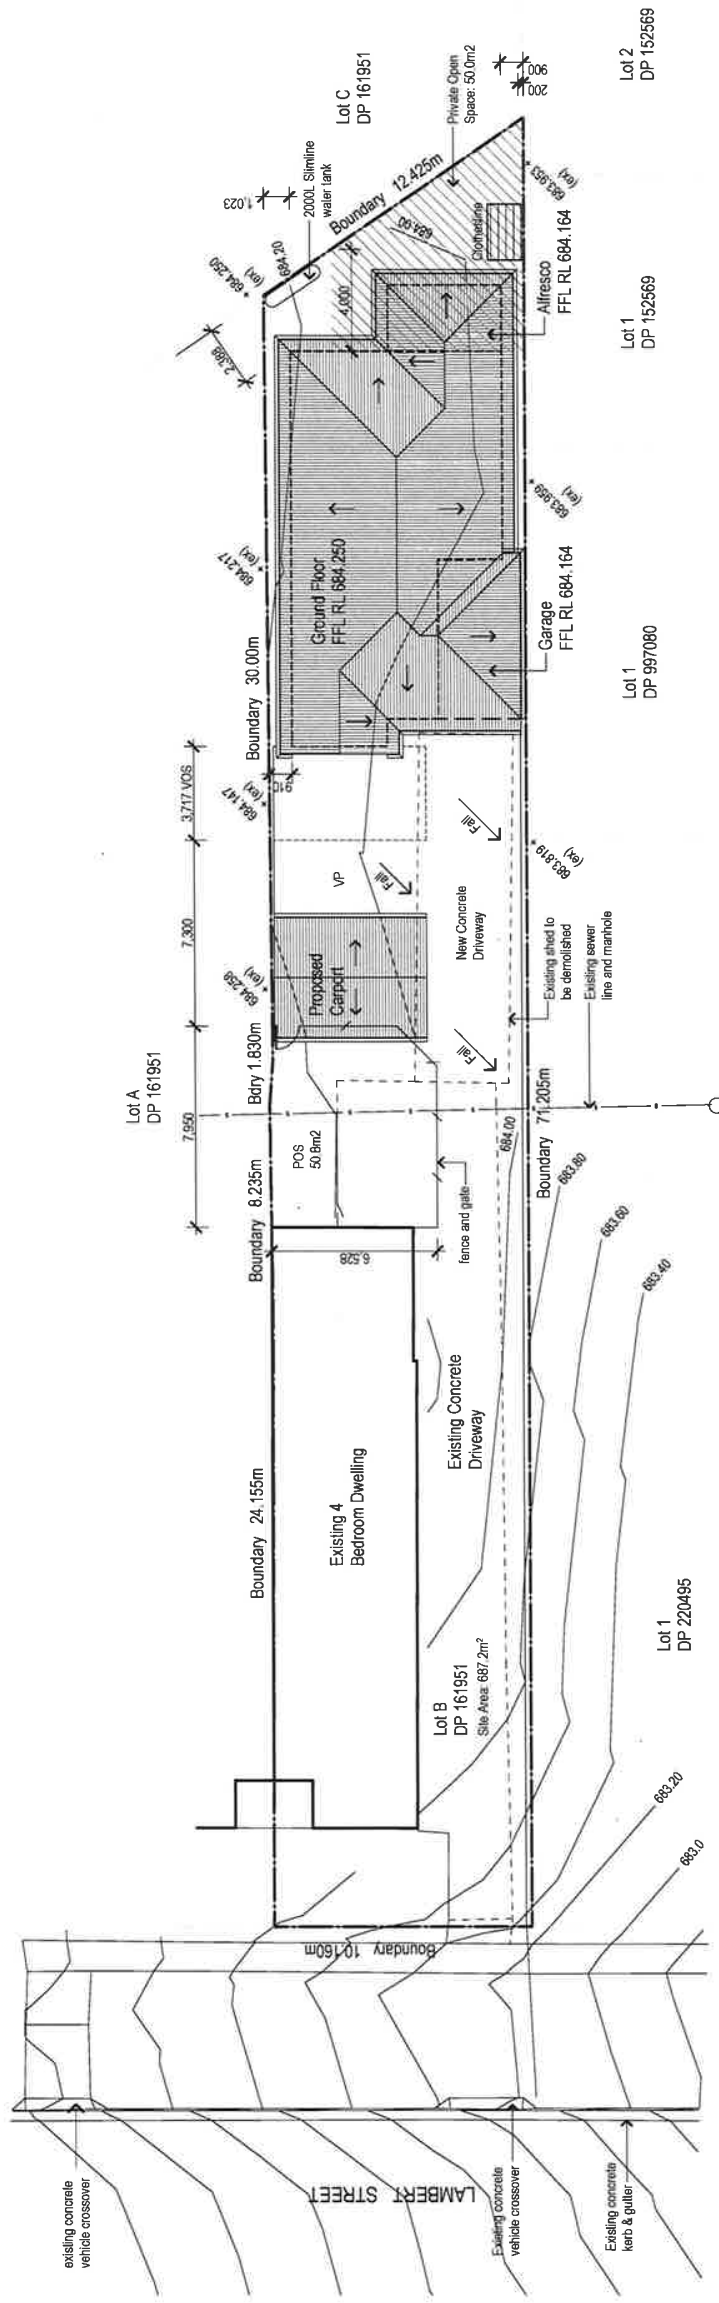 Lot C
DP 161951
Private Open
Space: 50.0m2
900
200
Lot 2
DP 152569
1,023
2000L Slimline
water tank
Boundary 12.425m
684.250
(ex)
684.20
684.00
4,000
2,388
Clothesline
683.953
(ex)
Alfresco
FFL RL 684.164
Lot 1
DP 152569
684.217
(ex)
683.959
(ex)
Ground Floor
FFL RL 684.250
Garage
FFL RL 684.164
Boundary 30.00m
Lot 1
DP 997080
3,717 VOS
910
684.147
(ex)
7,300
VP
Fall
Fall
683.819
(ex)
New Concrete
Driveway
Existing shed to
be demolished
Existing sewer
line and manhole
684.258
(ex)
Proposed
Carport
Fall
Lot A
DP 161951
Bdry 1.830m
7,950
POS
50.8m2
Boundary 8.235m
6,528
fence and gate
684.00
Boundary 71.205m
683.80
683.60
683.40
Boundary 24.155m
Existing 4
Bedroom Dwelling
Existing Concrete
Driveway
Lot B
DP 161951
Site Area: 687.2m²
Lot 1
DP 220495
683.20
683.0
Boundary 10.160m
LAMBERT STREET
existing concrete
vehicle crossover
Existing concrete
vehicle crossover
Existing concrete
kerb & gutter